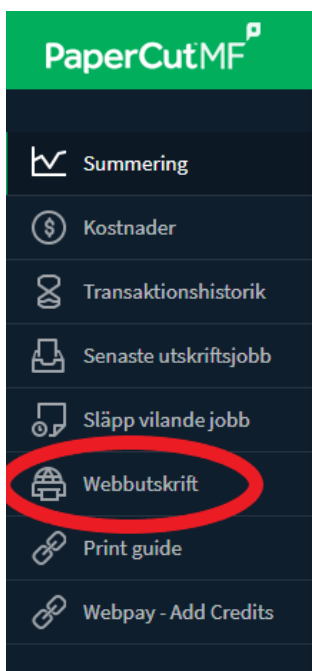 PaperCutMF
Summering
Kostnader
Transaktionshistorik
Senaste utskriftsjobb
Släpp vilande jobb
Webbutskrift
Print guide
Webpay - Add Credits